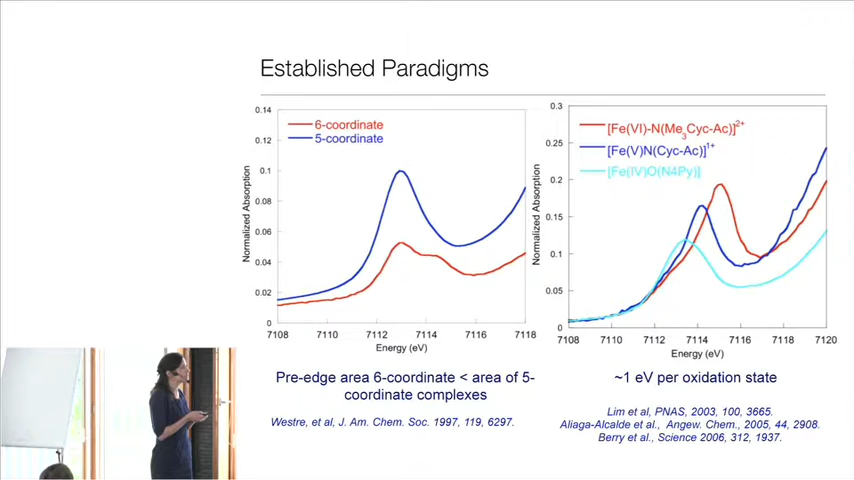 Established Paradigms
0.14
0.12
0.1
0.08
0.06
0.04
0.02
0
Normalized Absorption
6-coordinate
5-coordinate
7108 7110 7112 7114 7116 7118
Energy (eV)
Pre-edge area 6-coordinate < area of 5-
coordinate complexes
Westre, et al, J. Am. Chem. Soc. 1997, 119, 6297.
0.3
0.25
0.2
0.15
0.1
0.05
0
Normalized Absorption
[Fe(VI)-N(Me3Cyc-Ac)]2+
[Fe(V)N(Cyc-Ac)]1+
[Fe(IV)O(N4Py)]
7108 7110 7112 7114 7116 7118 7120
Energy (eV)
~1 eV per oxidation state
Lim et al, PNAS, 2003, 100, 3665.
Aliaga-Alcalde et al., Angew. Chem., 2005, 44, 2908.
Berry et al., Science 2006, 312, 1937.